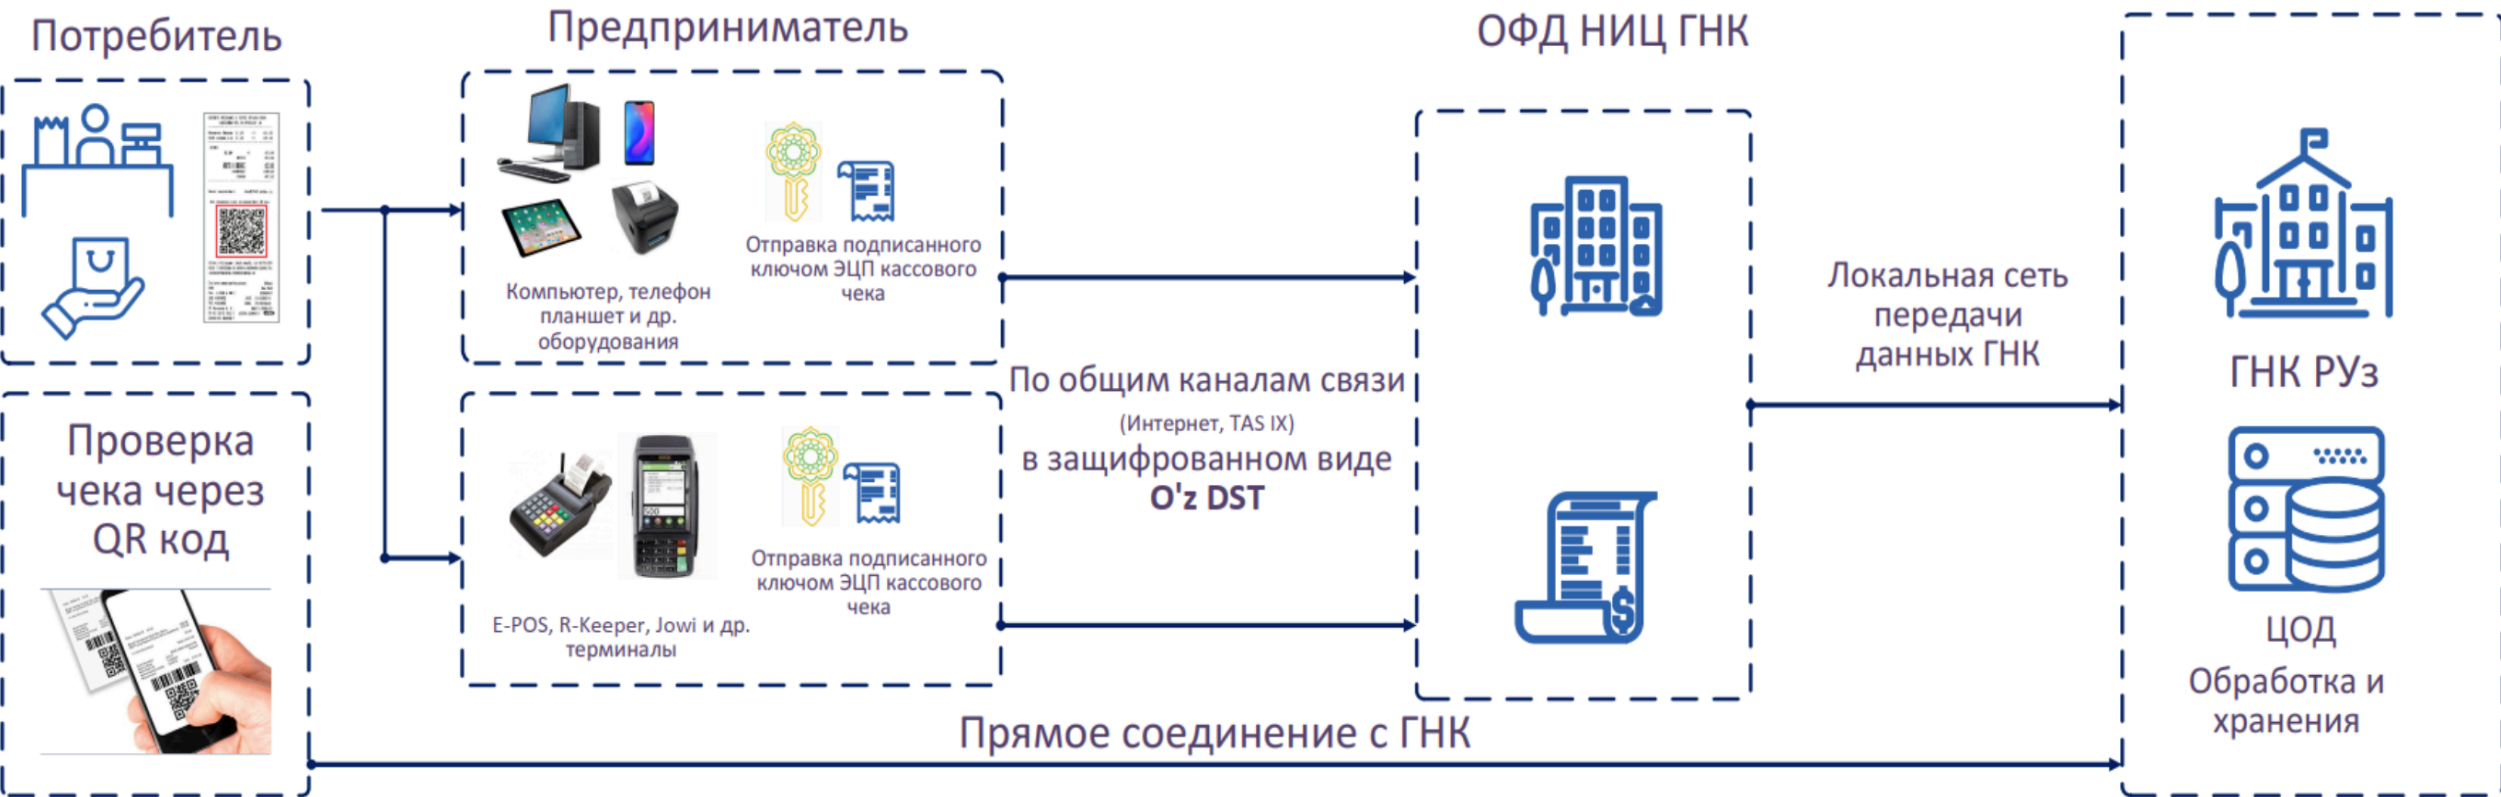 Потребитель
Предприниматель
ОФД НИЦ ГНК
Компьютер, телефон
планшет и др.
оборудования
Отправка подписанного
ключом ЭЦП кассового
чека
Проверка
чека через
QR код
E-POS, R-Keeper, Jowi и др.
терминалы
Отправка подписанного
ключом ЭЦП кассового
чека
По общим каналам связи
(Интернет, TAS IX)
в защифрованном виде
O'z DST
Локальная сеть
передачи
данных ГНК
ГНК РУз
ЦОД
Обработка и
хранения
Прямое соединение с ГНК